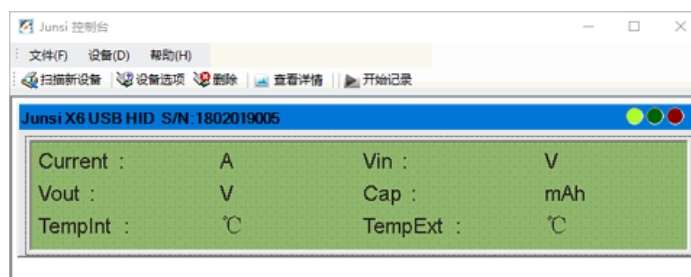 Junsi 控制台
文件(F) 设备(D) 帮助(H)
扫描新设备 设备选项 删除 查看详情 开始记录
Junsi X6 USB HID S/N:1802019005
Current : A Vin : V
Vout : V Cap : mAh
TempInt : ℃ TempExt : ℃